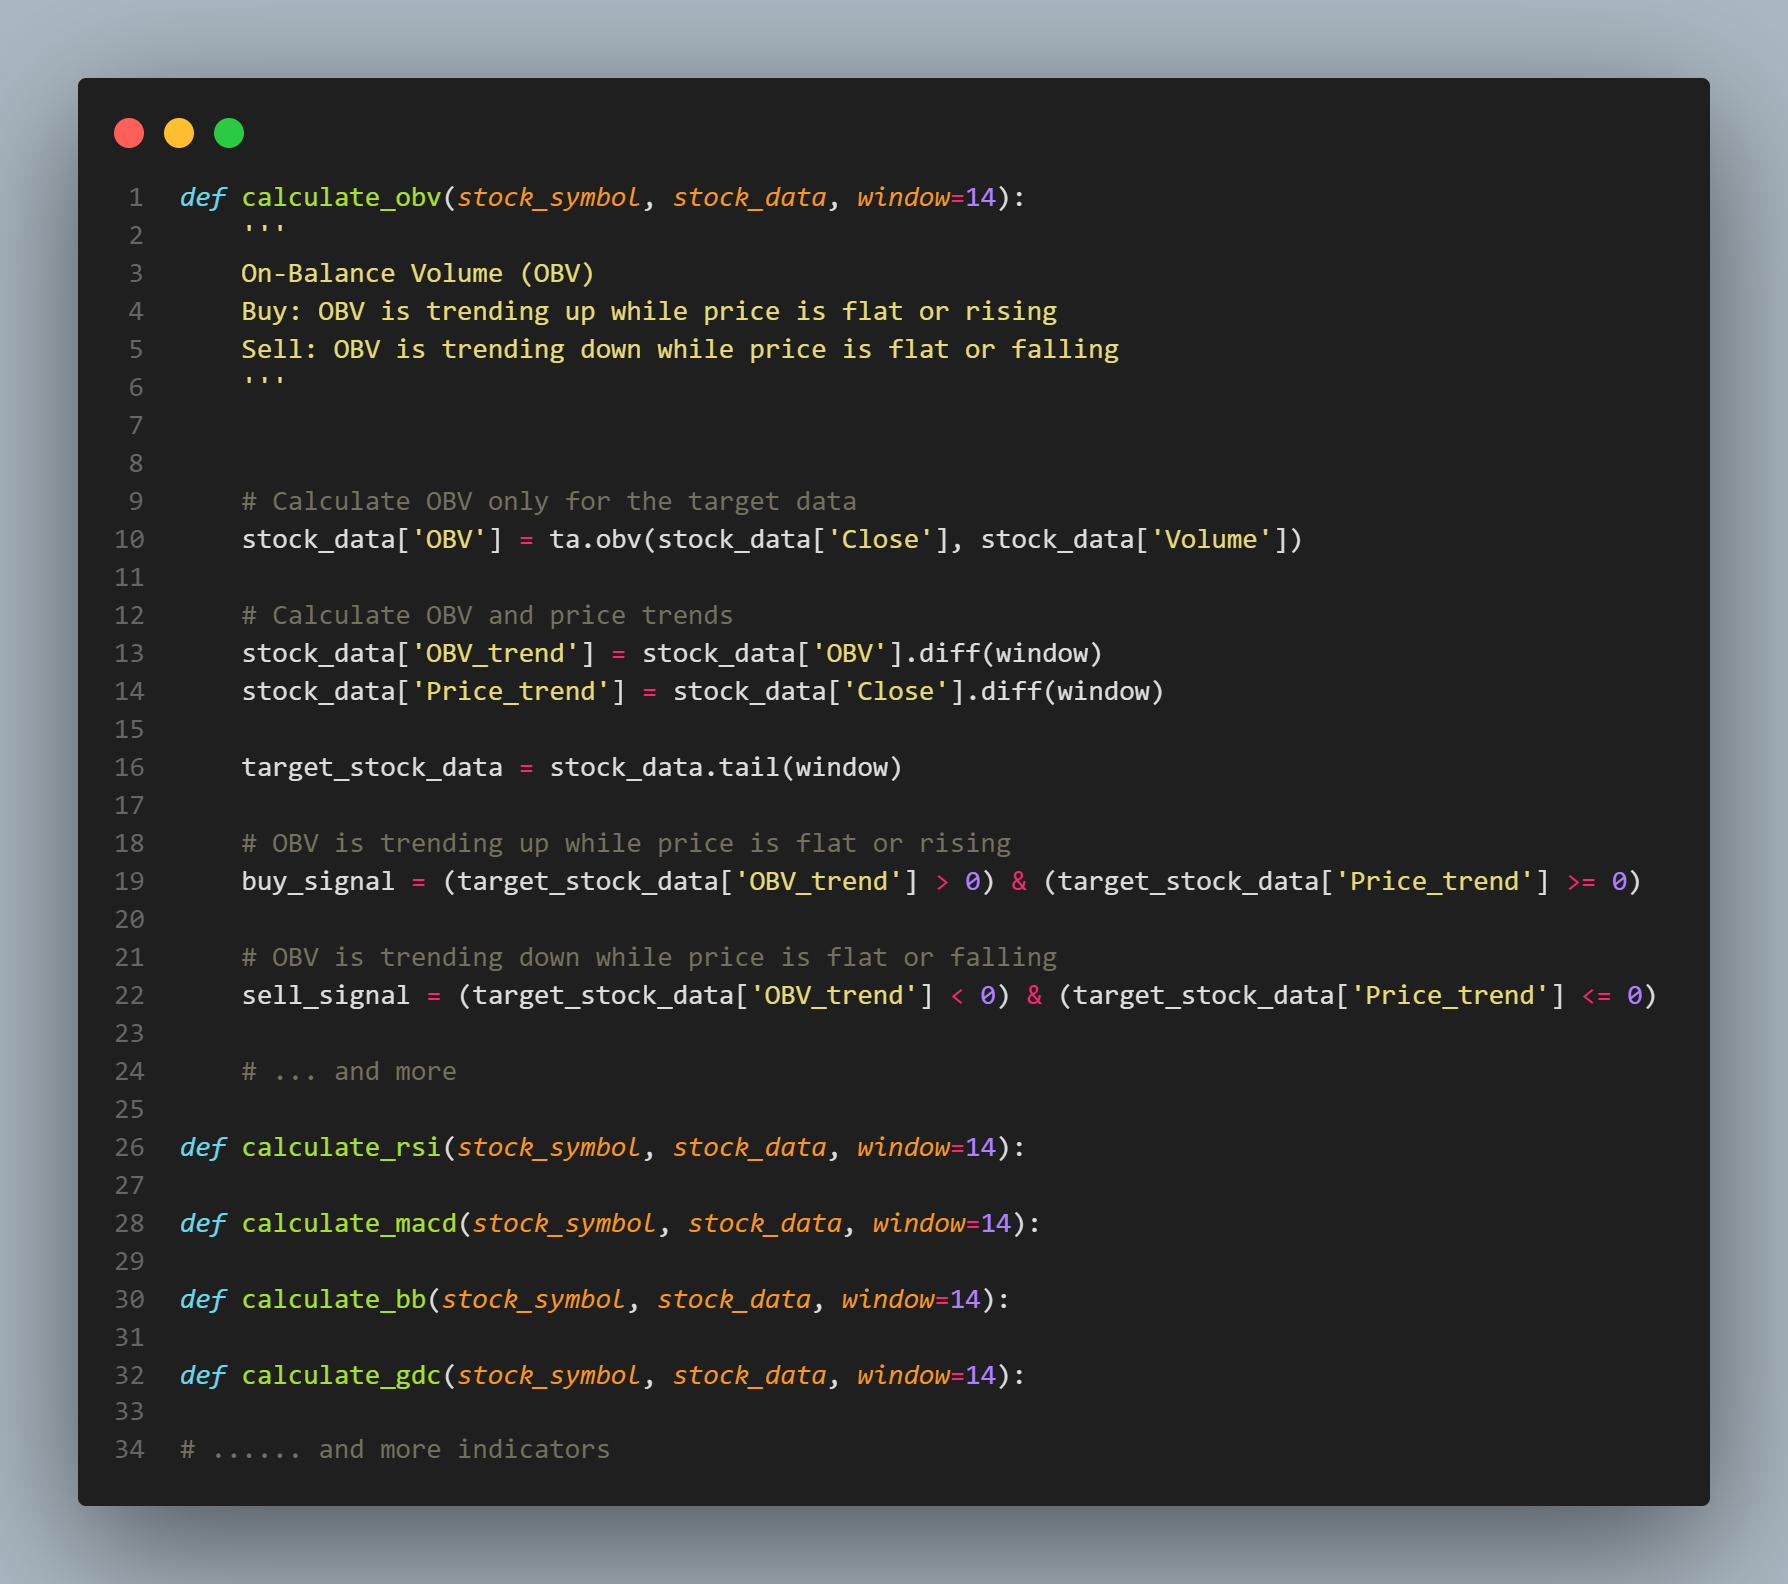 1 def calculate_obv(stock_symbol, stock_data, window=14):
2     '''
3     On-Balance Volume (OBV)
4     Buy: OBV is trending up while price is flat or rising
5     Sell: OBV is trending down while price is flat or falling
6     '''
7
8
9     # Calculate OBV only for the target data
10     stock_data['OBV'] = ta.obv(stock_data['Close'], stock_data['Volume'])
11
12     # Calculate OBV and price trends
13     stock_data['OBV_trend'] = stock_data['OBV'].diff(window)
14     stock_data['Price_trend'] = stock_data['Close'].diff(window)
15
16     target_stock_data = stock_data.tail(window)
17
18     # OBV is trending up while price is flat or rising
19     buy_signal = (target_stock_data['OBV_trend'] > 0) & (target_stock_data['Price_trend'] >= 0)
20
21     # OBV is trending down while price is flat or falling
22     sell_signal = (target_stock_data['OBV_trend'] < 0) & (target_stock_data['Price_trend'] <= 0)
23
24     # ... and more
25
26 def calculate_rsi(stock_symbol, stock_data, window=14):
27
28 def calculate_macd(stock_symbol, stock_data, window=14):
29
30 def calculate_bb(stock_symbol, stock_data, window=14):
31
32 def calculate_gdc(stock_symbol, stock_data, window=14):
33
34 # ...... and more indicators